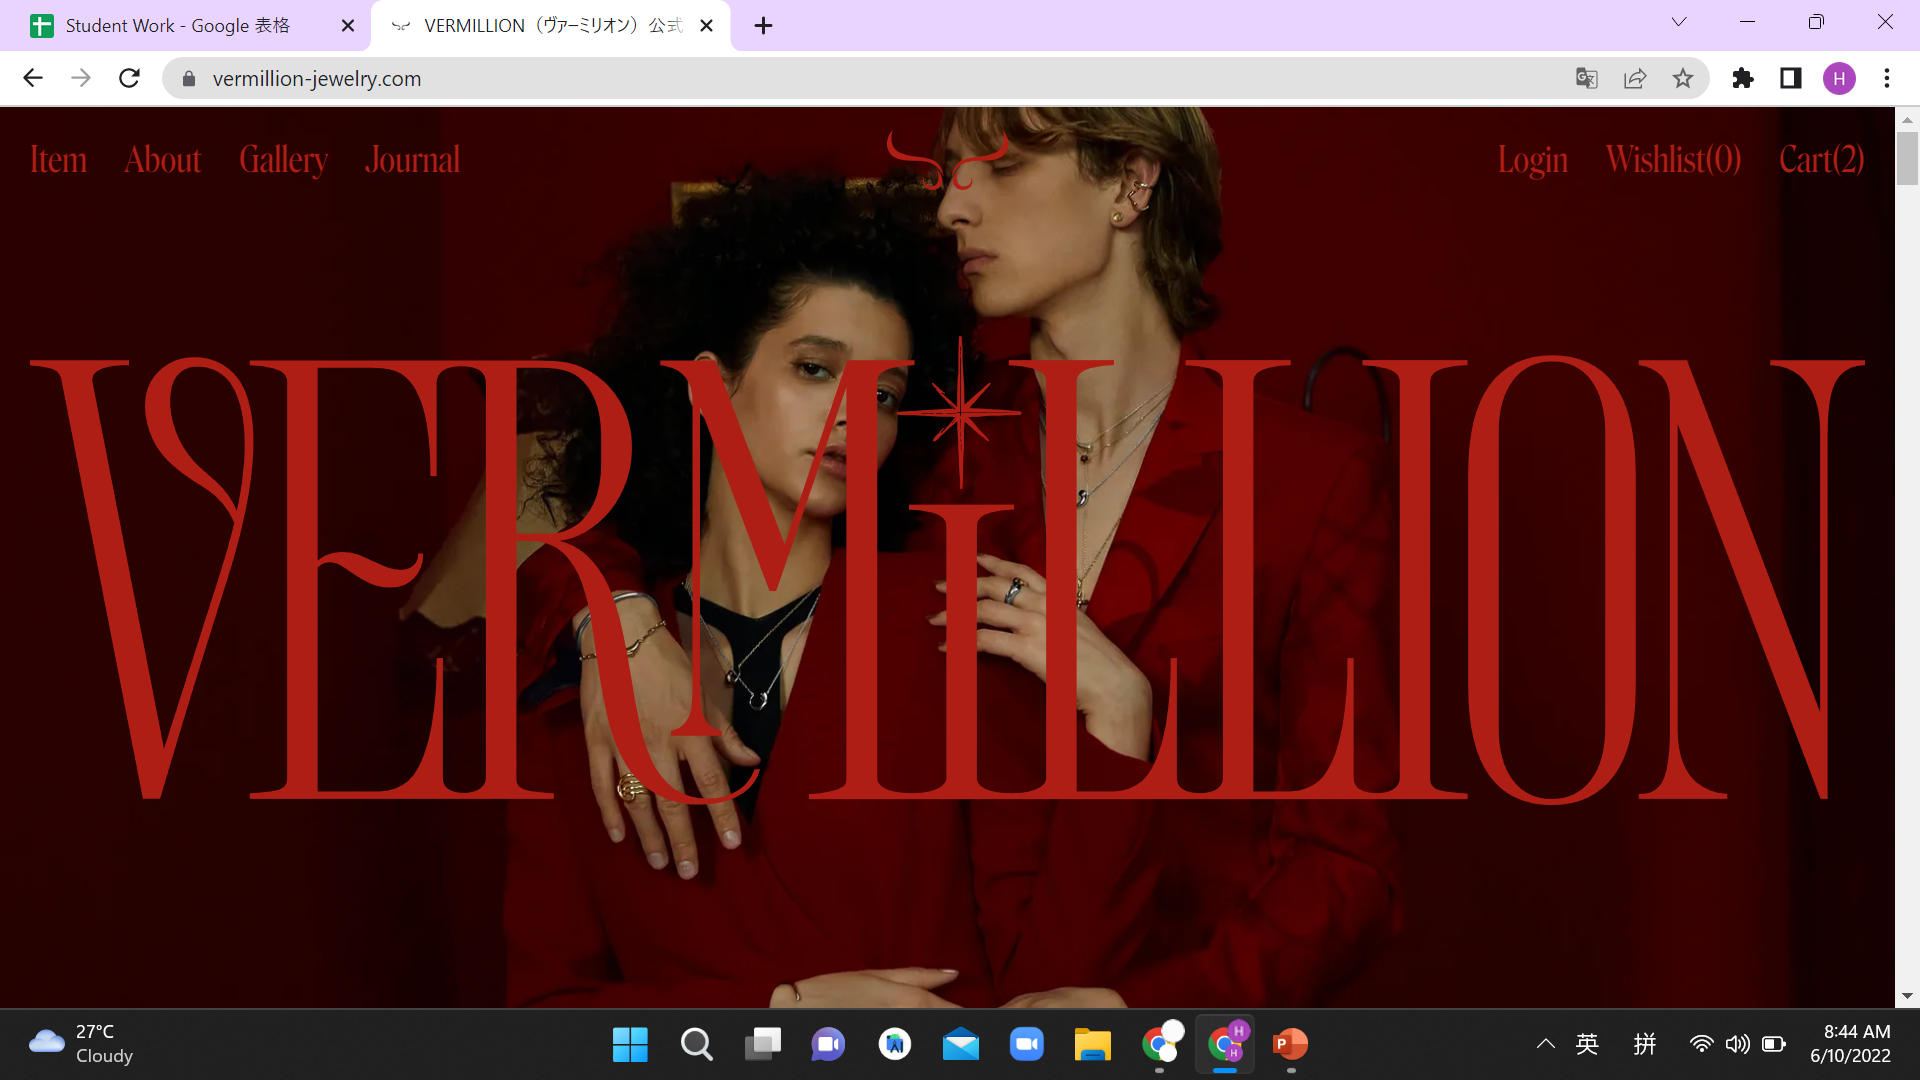 Student Work - Google 表格
VERMILLION（ヴァーミリオン）公式
vermillion-jewelry.com
H
Item About Gallery Journal
Login Wishlist(0) Cart(2)
VERMILLION
27°C
Cloudy
英 拼
8:44 AM
6/10/2022